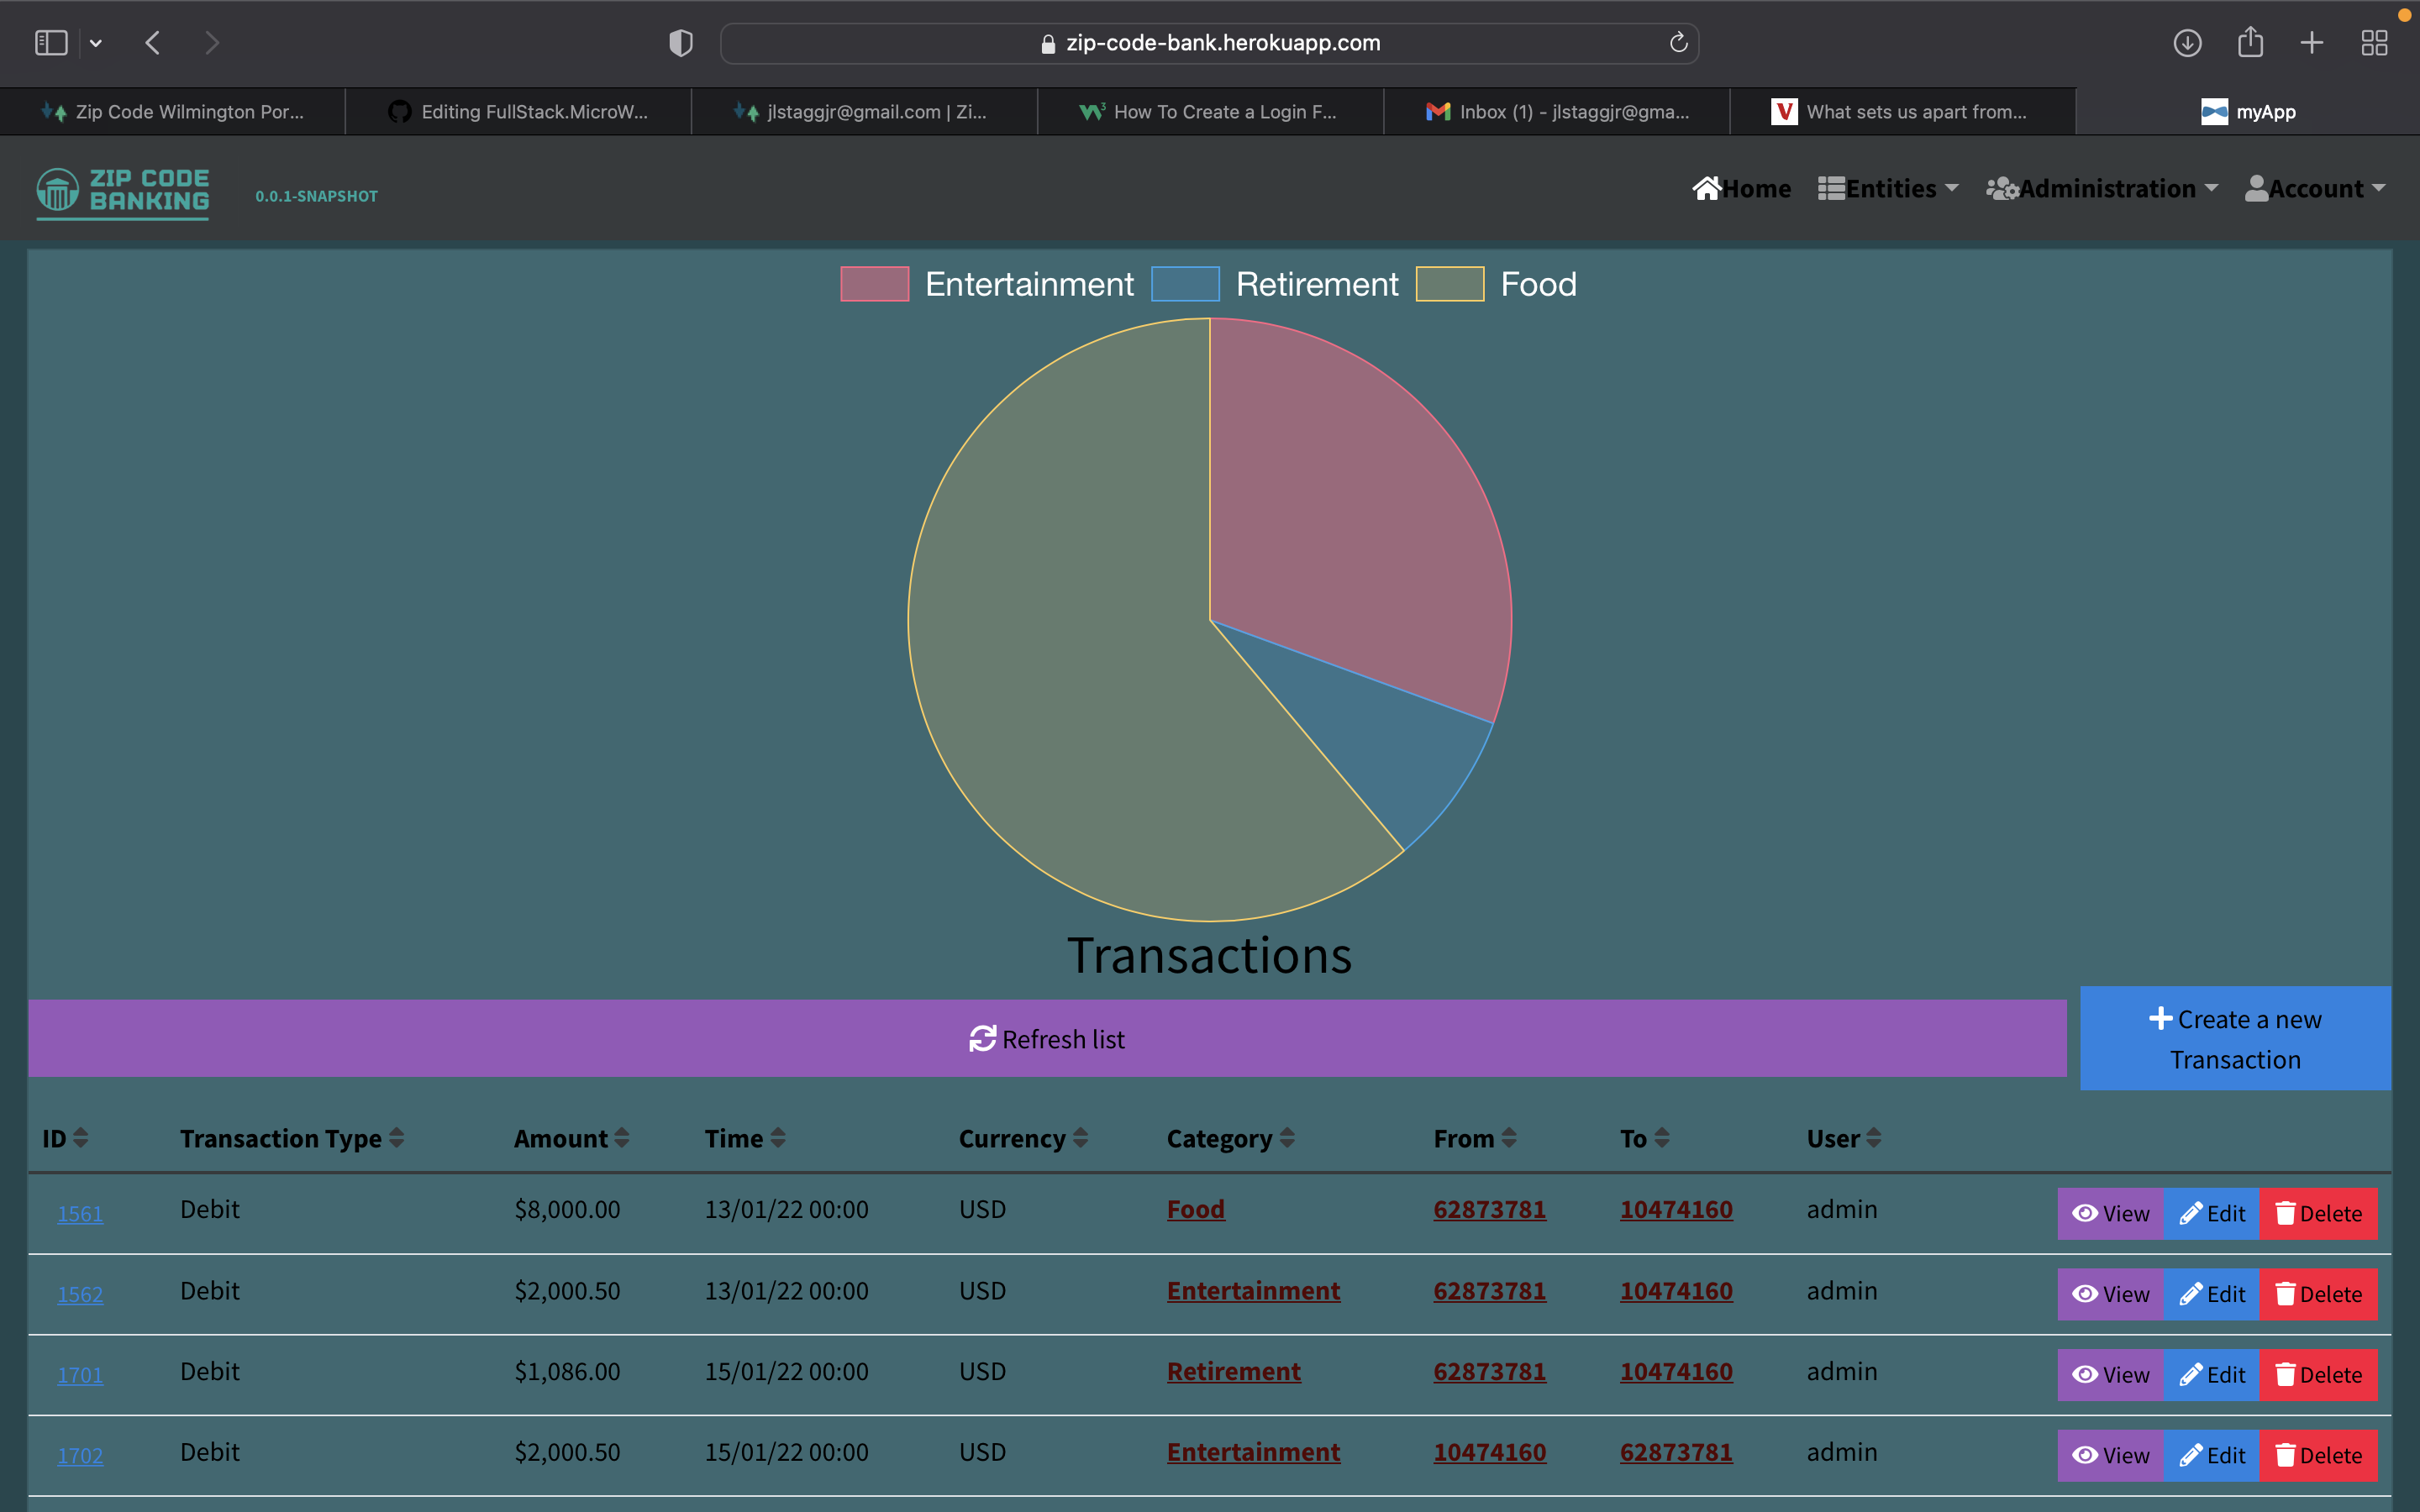 zip-code-bank.herokuapp.com
Zip Code Wilmington Por...
Editing FullStack.MicroW...
jlstaggjr@gmail.com | Zi...
How To Create a Login F...
Inbox (1) - jlstaggjr@gma...
What sets us apart from...
myApp
ZIP CODE
BANKING
0.0.1-SNAPSHOT
Home Entities Administration Account
Entertainment Retirement Food
Transactions
Refresh list
Create a new
Transaction
ID Transaction Type Amount Time Currency Category From To User
1561 Debit $8,000.00 13/01/22 00:00 USD Food 62873781 10474160 admin View Edit Delete
1562 Debit $2,000.50 13/01/22 00:00 USD Entertainment 62873781 10474160 admin View Edit Delete
1701 Debit $1,086.00 15/01/22 00:00 USD Retirement 62873781 10474160 admin View Edit Delete
1702 Debit $2,000.50 15/01/22 00:00 USD Entertainment 10474160 62873781 admin View Edit Delete